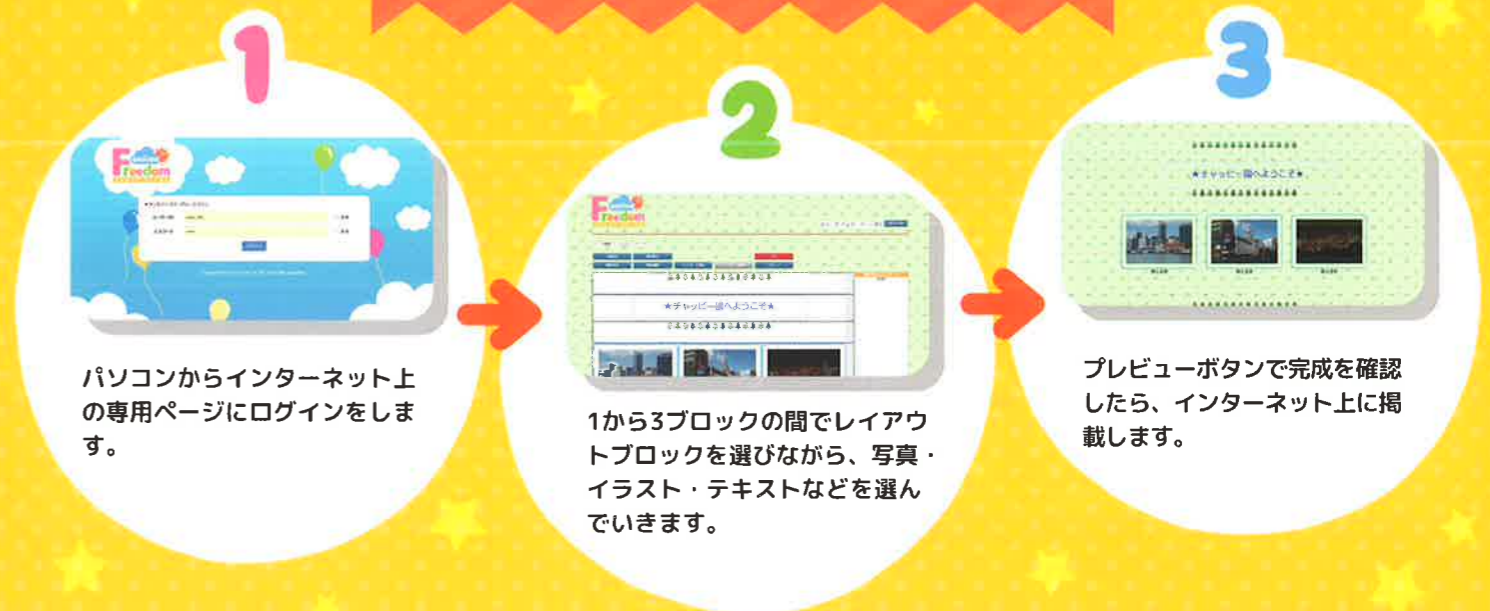 1
Freedom
パソコンからインターネット上
の専用ページにログインをしま
す。
2
Freedom
★チャッピー園へようこそ★
1から3ブロックの間でレイアウ
トブロックを選びながら、写真・
イラスト・テキストなどを選ん
でいきます。
3
★チャッピー園へようこそ★
プレビューボタンで完成を確認
したら、インターネット上に掲
載します。